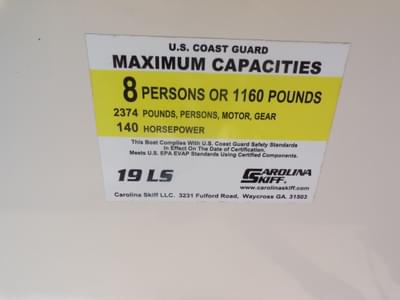 U.S. COAST GUARD
MAXIMUM CAPACITIES
8 PERSONS OR 1160 POUNDS
2374 POUNDS, PERSONS, MOTOR, GEAR
140 HORSEPOWER
This Boat Complies With U.S. Coast Guard Safety Standards
In Effect On The Date of Certification.
Meets U.S. EPA EVAP Standards Using Certified Components.
19 LS
CAROLINA
SKIFF.
www.carolinaskiff.com
Carolina Skiff LLC. 3231 Fulford Road, Waycross GA. 31503